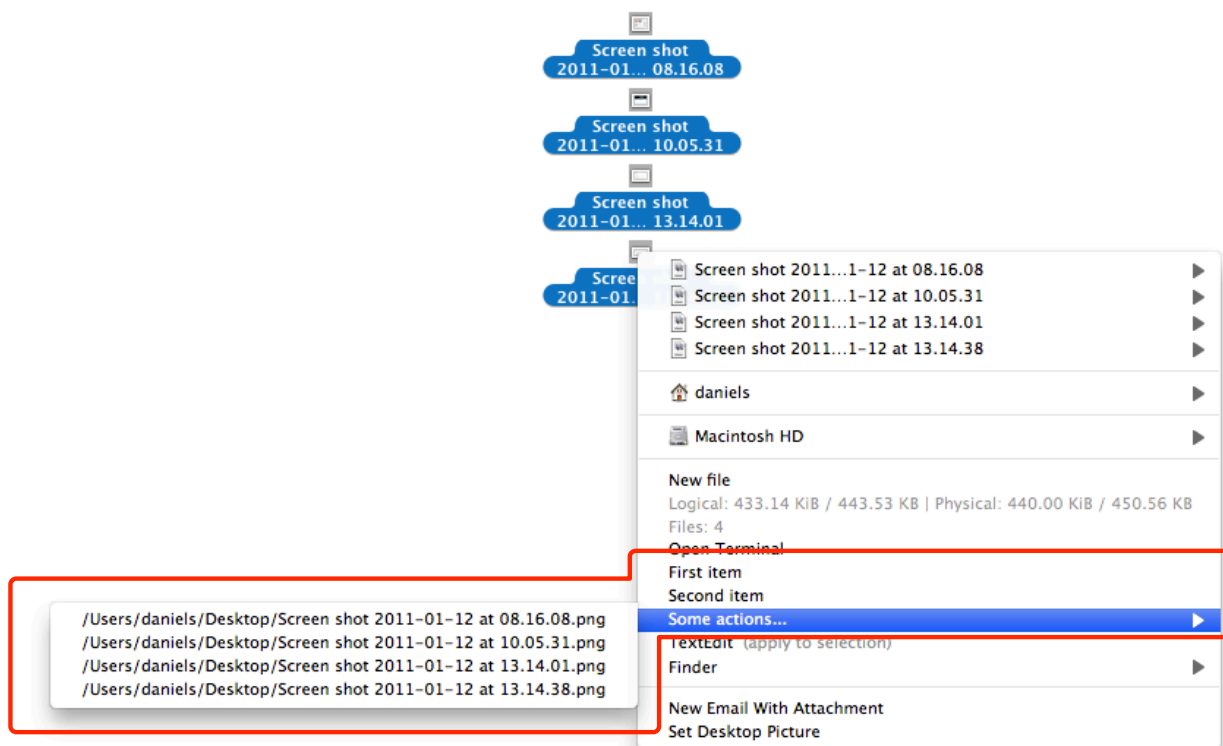 Screen shot
2011-01... 08.16.08
Screen shot
2011-01... 10.05.31
Screen shot
2011-01... 13.14.01
Scree
2011-01.
Screen shot 2011...1-12 at 08.16.08
Screen shot 2011...1-12 at 10.05.31
Screen shot 2011...1-12 at 13.14.01
Screen shot 2011...1-12 at 13.14.38
daniels
Macintosh HD
New file
Logical: 433.14 KiB / 443.53 KB | Physical: 440.00 KiB / 450.56 KB
Files: 4
Open Terminal
First item
Second item
Some actions...
/Users/daniels/Desktop/Screen shot 2011-01-12 at 08.16.08.png
/Users/daniels/Desktop/Screen shot 2011-01-12 at 10.05.31.png
/Users/daniels/Desktop/Screen shot 2011-01-12 at 13.14.01.png
/Users/daniels/Desktop/Screen shot 2011-01-12 at 13.14.38.png
TextEdit (apply to selection)
Finder
New Email With Attachment
Set Desktop Picture